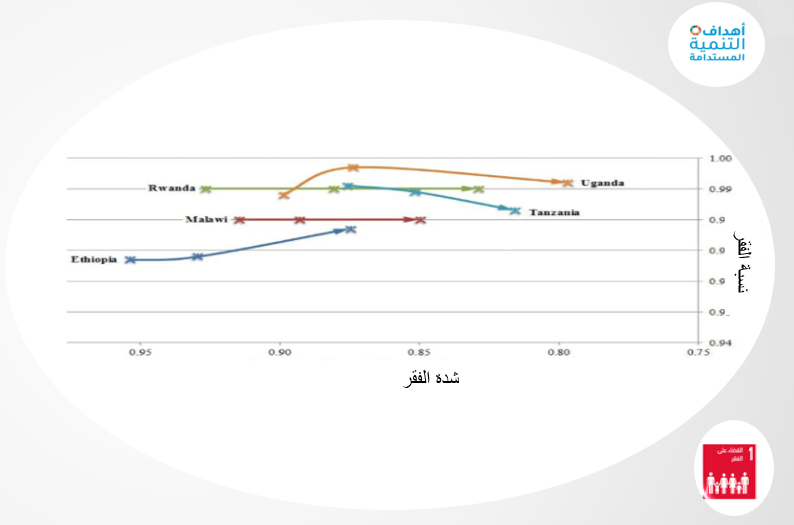 أهداف
التنمية
المستدامة
1.00
Rwanda
Uganda
0.99
Malawi
Tanzania
0.9
Ethiopia
0.9
0.9
0.9
0.94
نسبة الفقر
0.95
0.90
0.85
0.80
0.75
شدة الفقر
1 القضاء على
الفقر